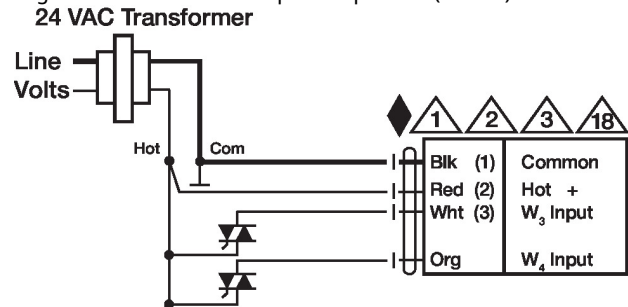 24 VAC Transformer
Line
Volts
Hot
Com
1 2 3 18
Blk (1) Common
Red (2) Hot +
Wht (3) W3 Input
Org W4 Input